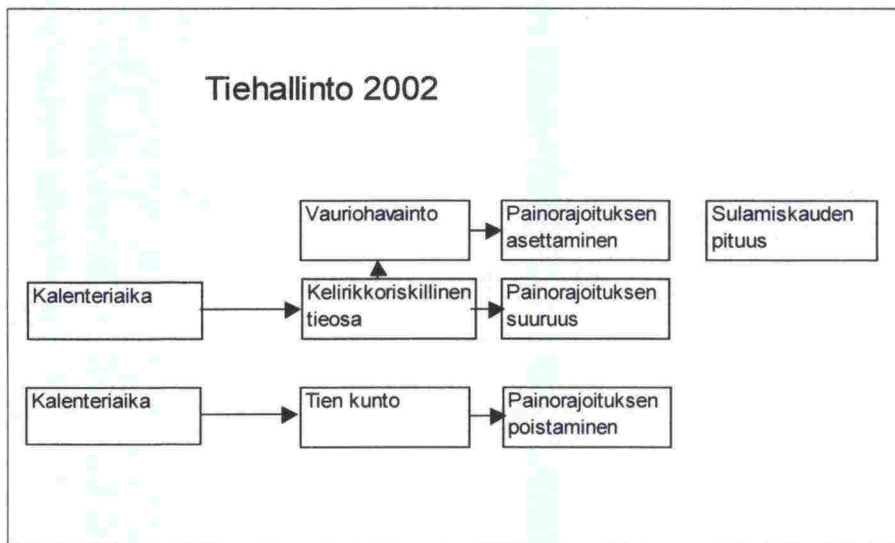 Tiehallinto 2002
Vauriohavainto
Painorajoituksen
asettaminen
Sulamiskauden
pituus
Kalenteriaika
Kelirikkoriskillinen
tieosa
Painorajoituksen
suuruus
Kalenteriaika
Tien kunto
Painorajoituksen
poistaminen